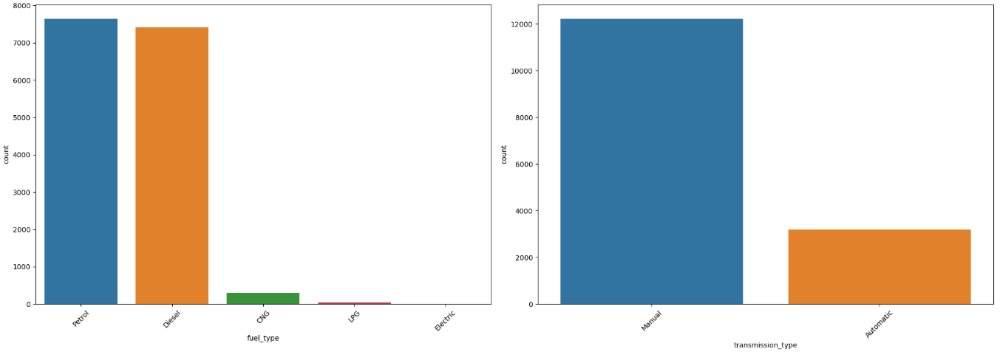 8000
7000
6000
5000
4000
3000
2000
1000
0
count
Petrol
Diesel
CNG
LPG
Electric
fuel_type
12000
10000
8000
6000
4000
2000
0
count
Manual
Automatic
transmission_type